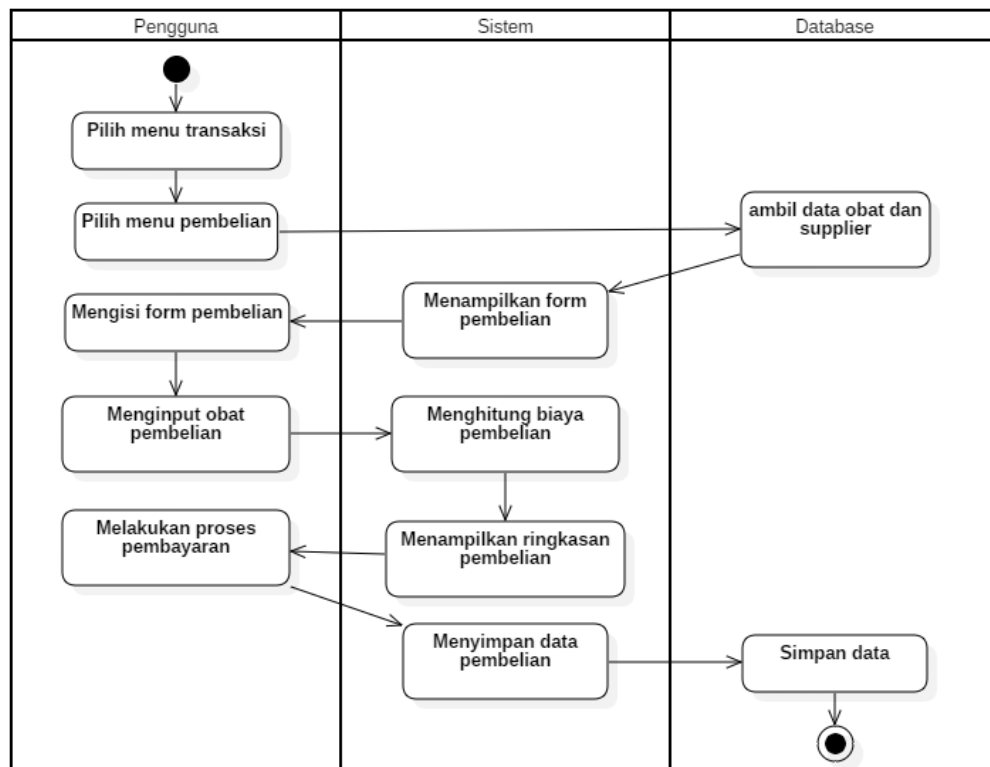 Pengguna
Sistem
Database
Pilih menu transaksi
Pilih menu pembelian
ambil data obat dan
supplier
Menampilkan form
pembelian
Mengisi form pembelian
Menginput obat
pembelian
Menghitung biaya
pembelian
Menampilkan ringkasan
pembelian
Melakukan proses
pembayaran
Menyimpan data
pembelian
Simpan data